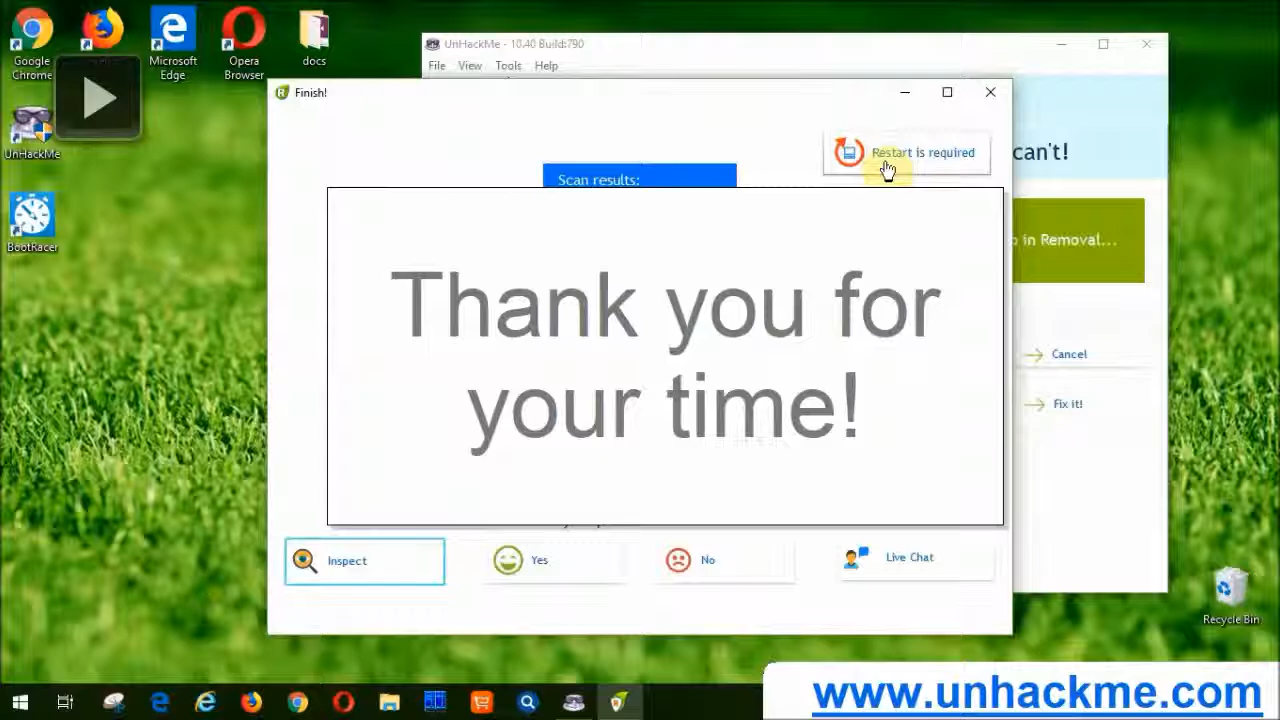 Google
Chrome
Microsoft
Edge
Opera
Browser
docs
UnHackMe
BootRacer
UnHackMe - 10.40 Build:790
File View Tools Help
Finish!
Restart is required
can't!
Scan results:
in Removal...
Thank you for
your time!
Cancel
Fix it!
Inspect
Yes
No
Live Chat
Recycle Bin
www.unhackme.com